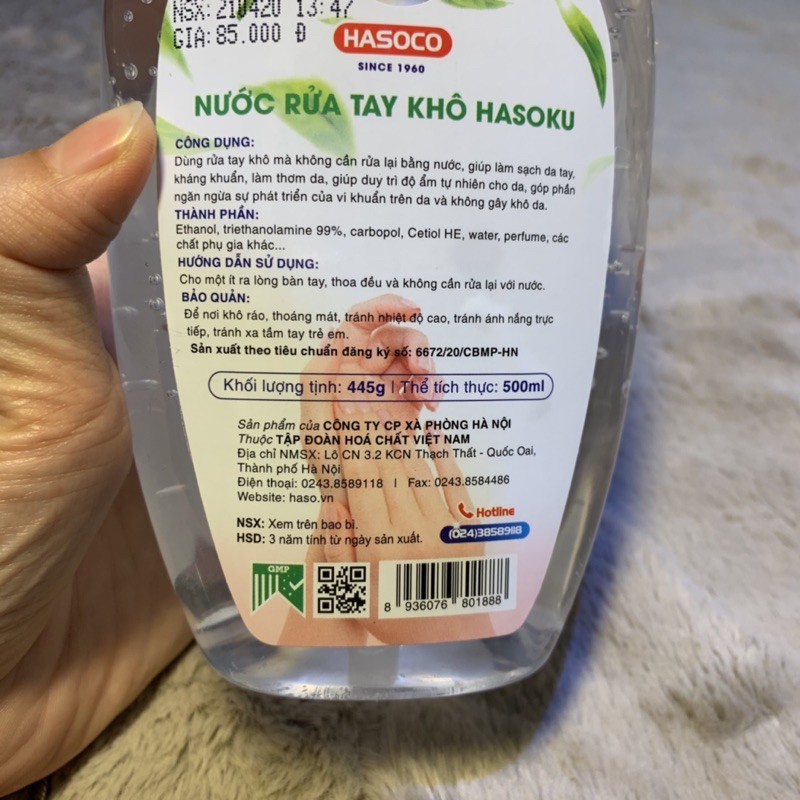 NSX: 210420 13:47
GIA: 85.000 Đ
HASOCO
SINCE 1960
NƯỚC RỬA TAY KHÔ HASOKU
CÔNG DỤNG:
Dùng rửa tay khô mà không cần rửa lại bằng nước, giúp làm sạch da tay,
kháng khuẩn, làm thơm da, giúp duy trì độ ẩm tự nhiên cho da, góp phần
ngăn ngừa sự phát triển của vi khuẩn trên da và không gây khô da.
THÀNH PHẦN:
Ethanol, triethanolamine 99%, carbopol, Cetiol HE, water, perfume, các
chất phụ gia khác...
HƯỚNG DẪN SỬ DỤNG:
Cho một ít ra lòng bàn tay, thoa đều và không cần rửa lại với nước.
BẢO QUẢN:
Để nơi khô ráo, thoáng mát, tránh nhiệt độ cao, tránh ánh nắng trực
tiếp, tránh xa tầm tay trẻ em.
Sản xuất theo tiêu chuẩn đăng ký số: 6672/20/CBMP-HN
Khối lượng tịnh: 445g | Thể tích thực: 500ml
Sản phẩm của CÔNG TY CP XÀ PHÒNG HÀ NỘI
Thuộc TẬP ĐOÀN HOÁ CHẤT VIỆT NAM
Địa chỉ NMSX: Lô CN 3.2 KCN Thạch Thất - Quốc Oai,
Thành phố Hà Nội
Điện thoại: 0243.8589118 | Fax: 0243.8584486
Website: haso.vn
Hotline
(024)38589118
NSX: Xem trên bao bì.
HSD: 3 năm tính từ ngày sản xuất.
GMP
8 936076 801888